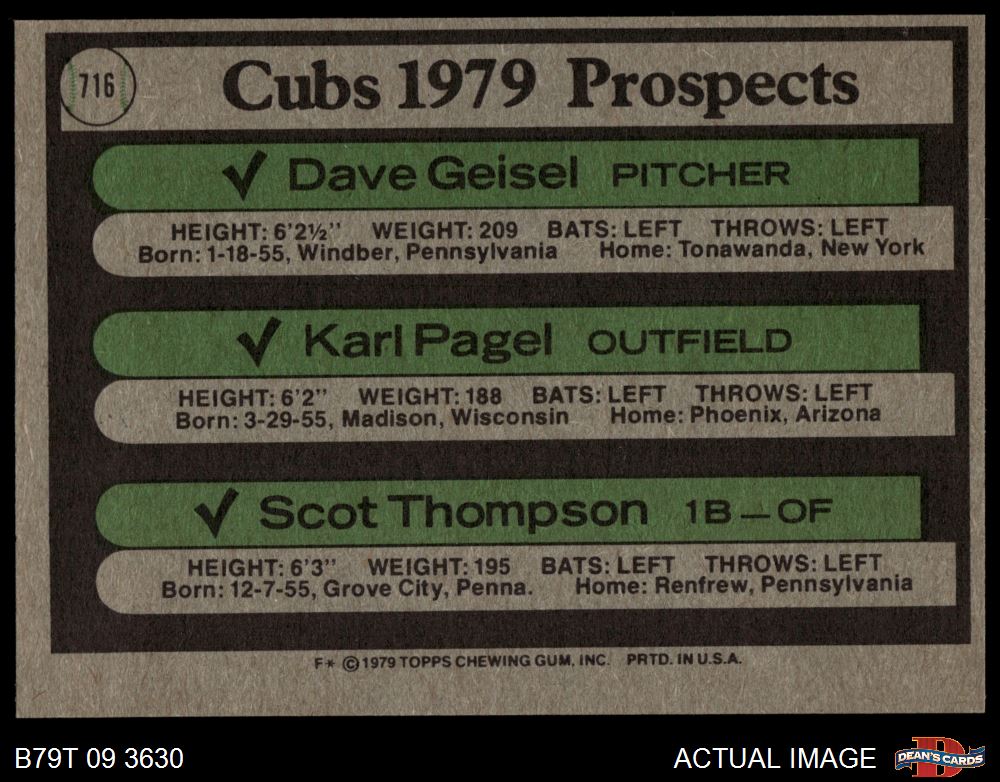 716
Cubs 1979 Prospects
✓ Dave Geisel PITCHER
HEIGHT: 6'2½" WEIGHT: 209 BATS: LEFT THROWS: LEFT
Born: 1-18-55, Windber, Pennsylvania Home: Tonawanda, New York
✓ Karl Pagel OUTFIELD
HEIGHT: 6'2" WEIGHT: 188 BATS: LEFT THROWS: LEFT
Born: 3-29-55, Madison, Wisconsin Home: Phoenix, Arizona
✓ Scot Thompson 1B—OF
HEIGHT: 6'3" WEIGHT: 195 BATS: LEFT THROWS: LEFT
Born: 12-7-55, Grove City, Penna. Home: Renfrew, Pennsylvania
F* © 1979 TOPPS CHEWING GUM, INC. PRTD. IN U.S.A.
B79T 09 3630 ACTUAL IMAGE
D
DEAN'S CARDS